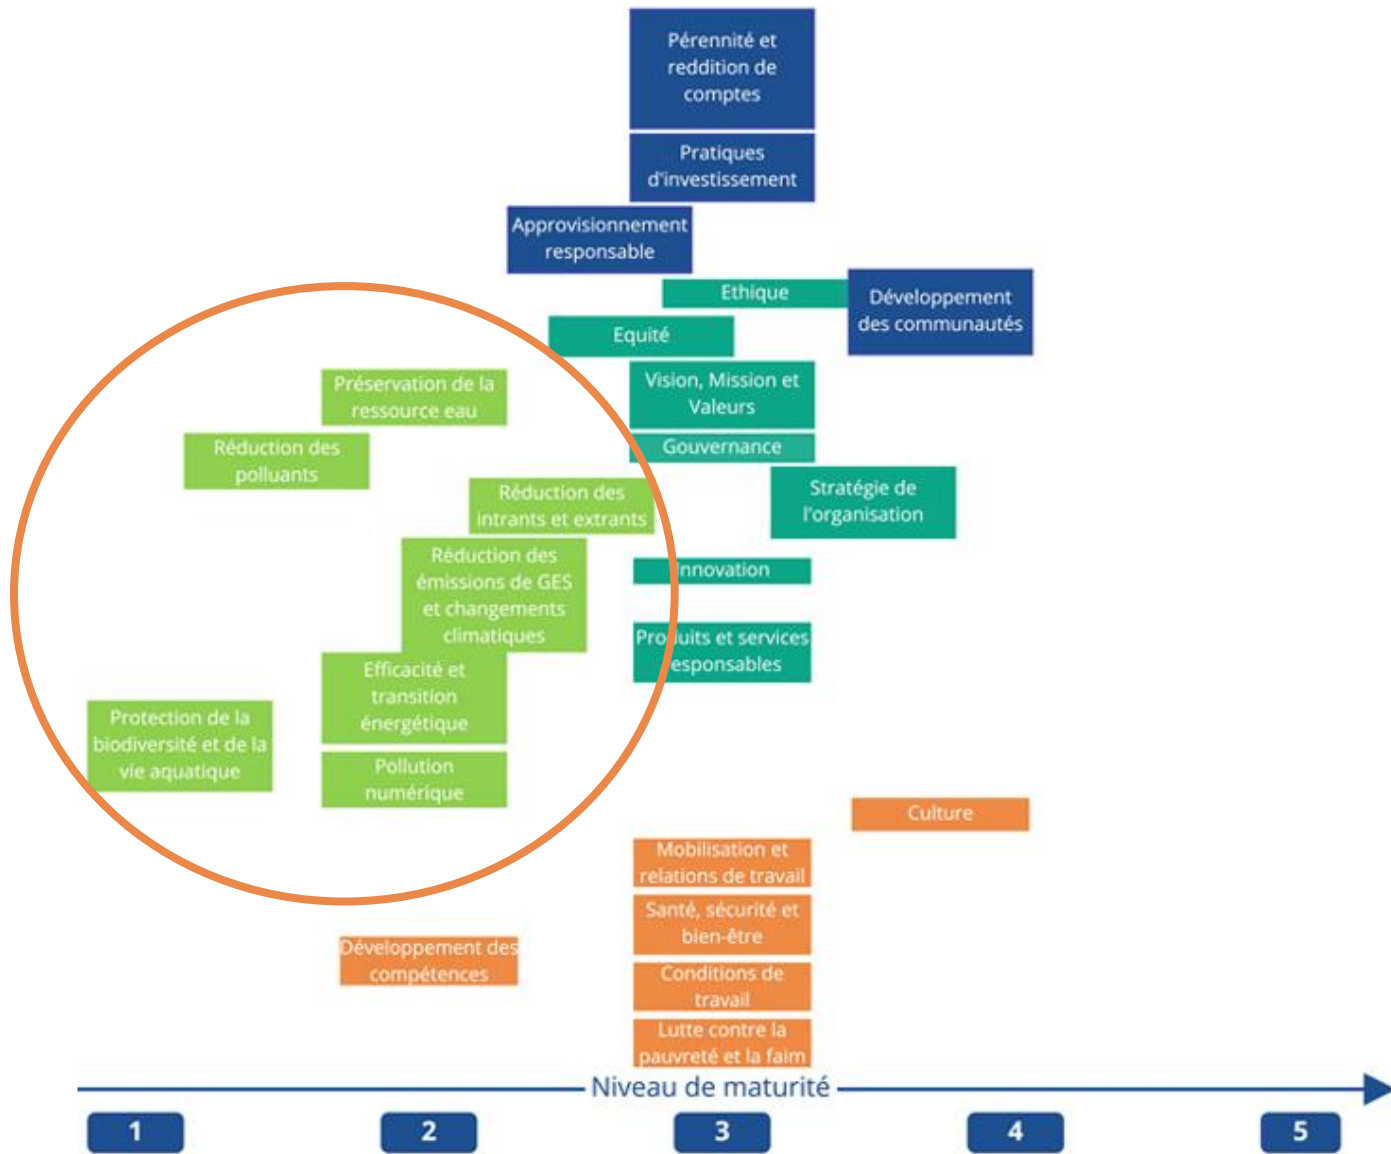 Pérennité et
reddition de
comptes
Pratiques
d'investissement
Approvisionnement
responsable
Ethique
Développement
des communautés
Equité
Vision, Mission et
Valeurs
Préservation de la
ressource eau
Gouvernance
Réduction des
polluants
Stratégie de
l'organisation
Réduction des
intrants et extrants
Réduction des
émissions de GES
et changements
climatiques
Innovation
Produits et services
responsables
Efficacité et
transition
énergétique
Protection de la
biodiversité et de la
vie aquatique
Pollution
numérique
Culture
Mobilisation et
relations de travail
Santé, sécurité et
bien-être
Développement des
compétences
Conditions de
travail
Lutte contre la
pauvreté et la faim
Niveau de maturité
1 2 3 4 5